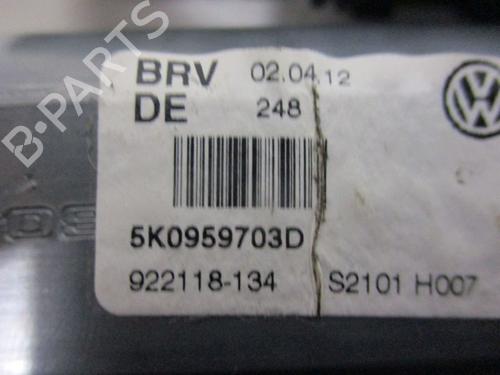 BRV 02.04.12
DE 248
5K0959703D
922118-134 S2101 H007
B-PARTS